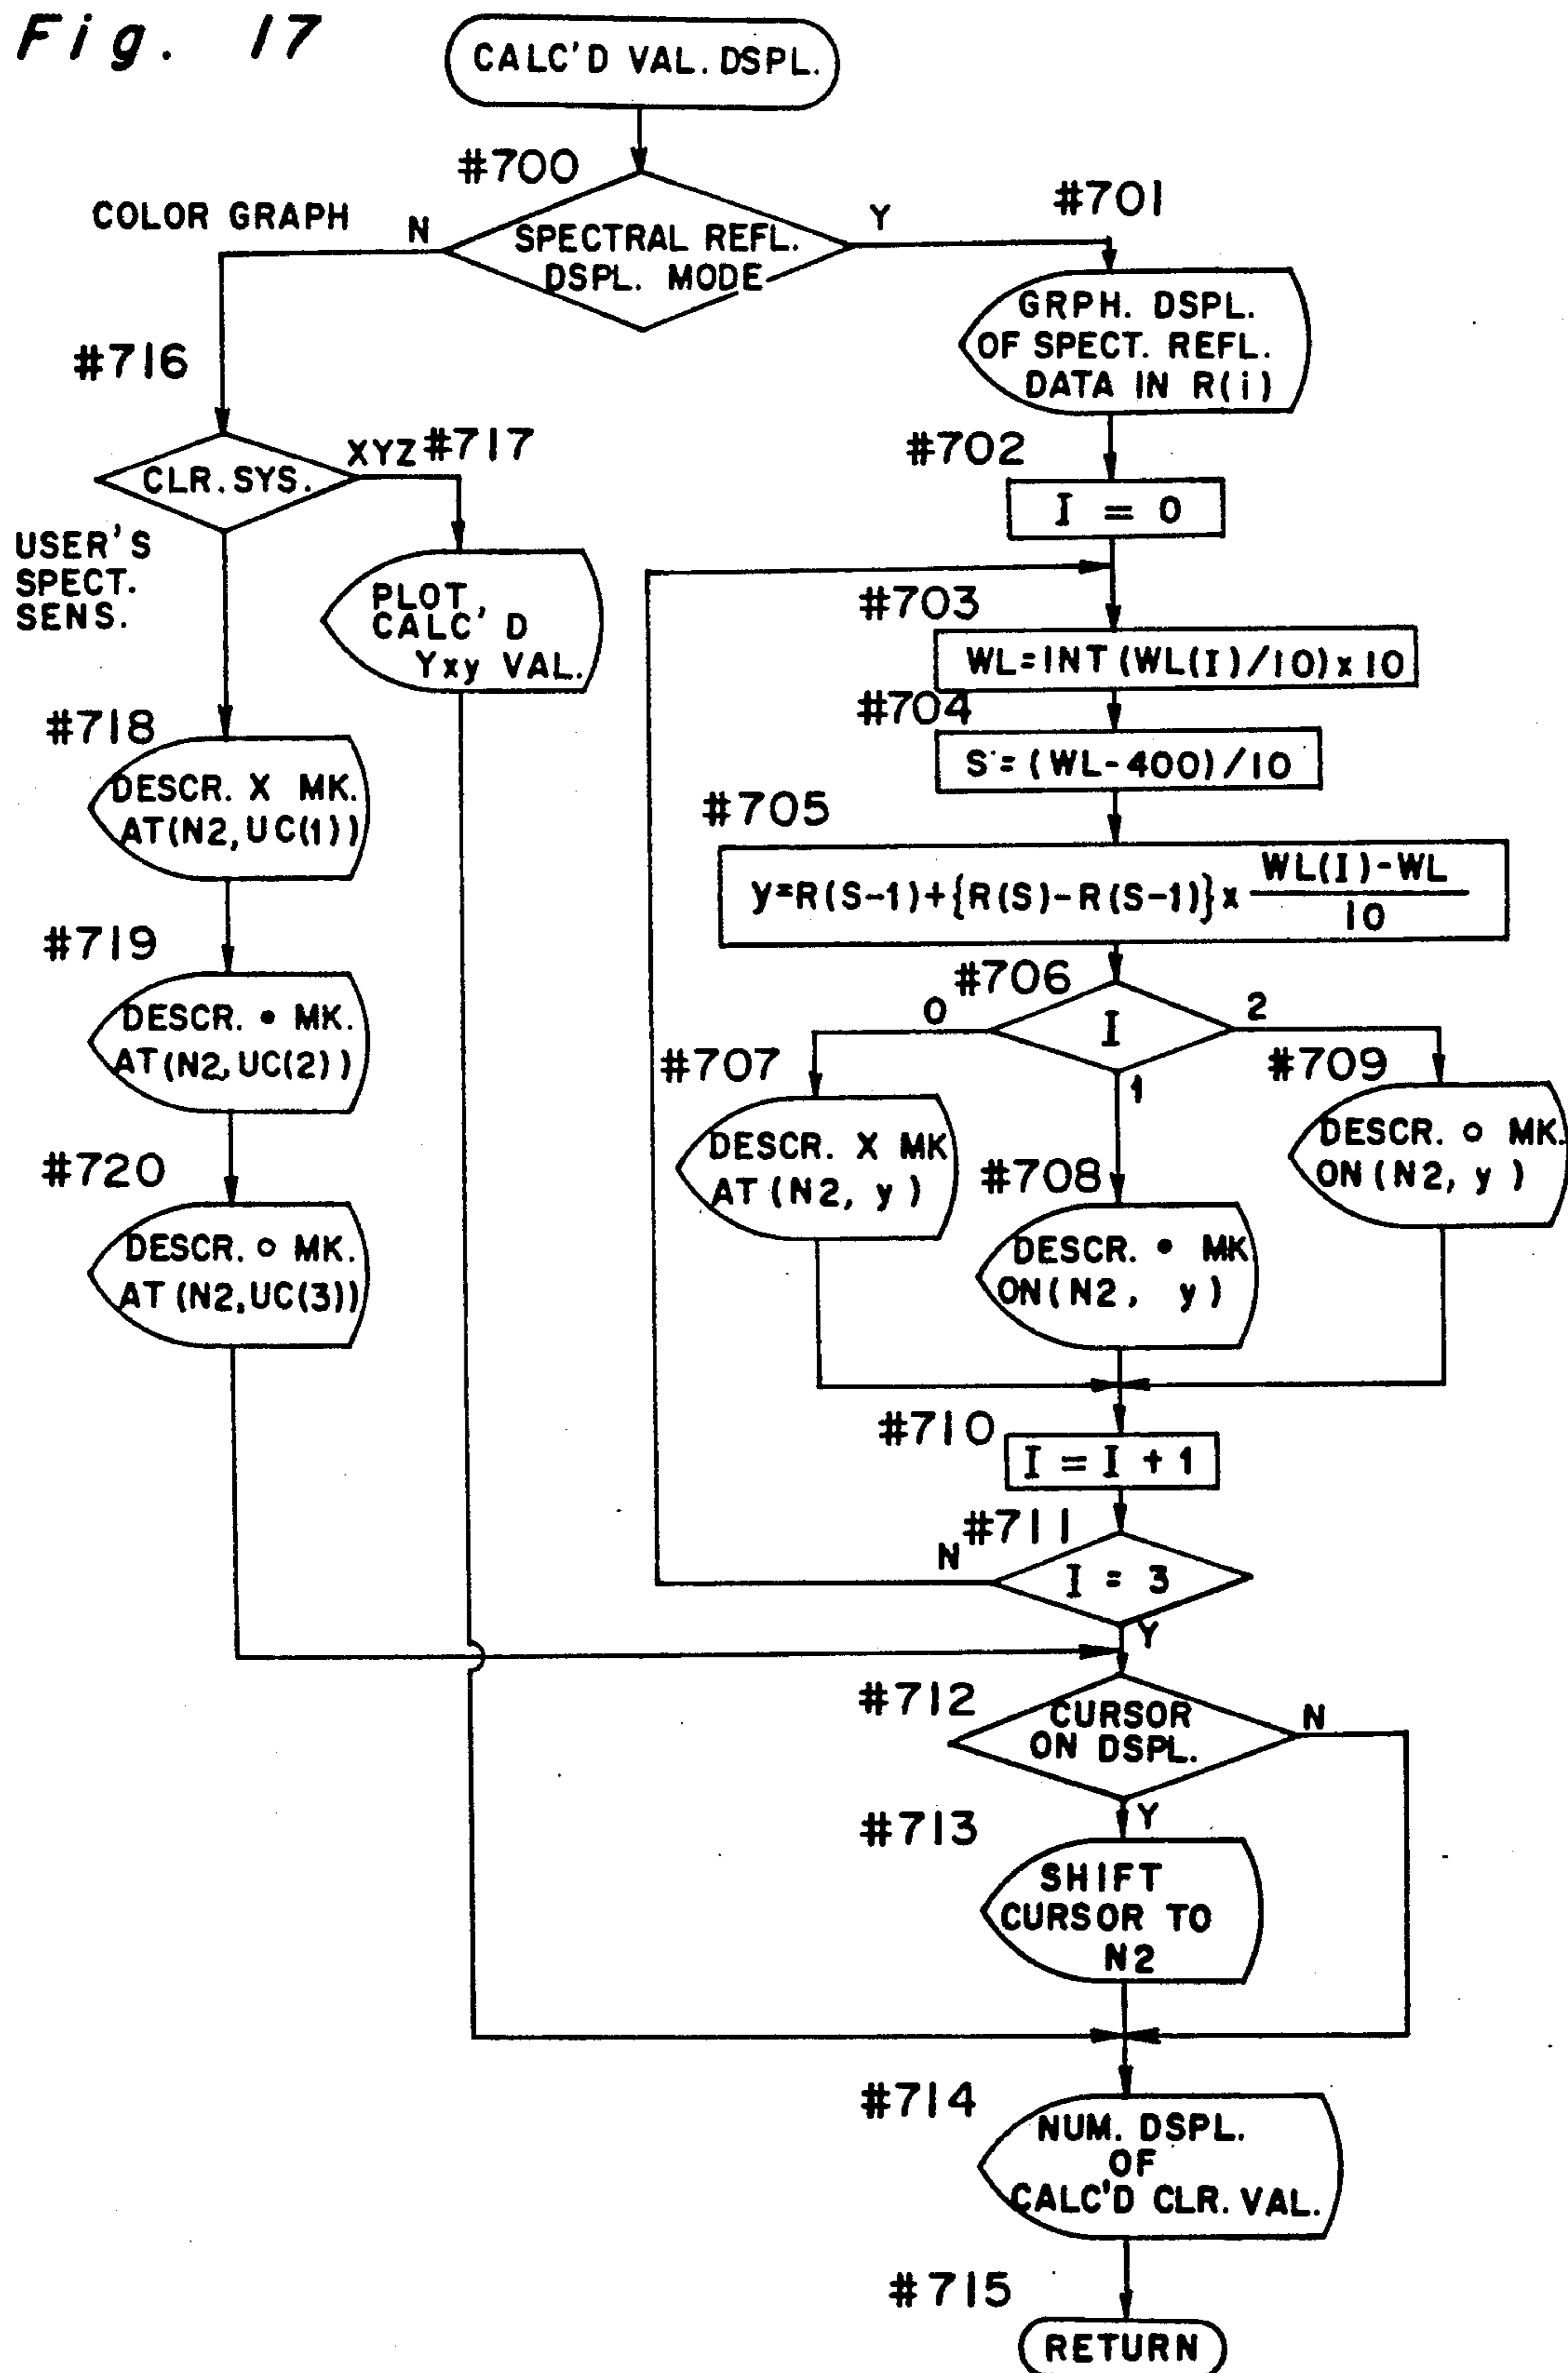 Fig. 17
CALC'D VAL. DSPL.
#700
COLOR GRAPH
N
SPECTRAL REFL.
DSPL. MODE
Y
#701
GRPH. DSPL.
OF SPECT. REFL.
DATA IN R(i)
#702
I = 0
#716
CLR. SYS.
XYZ
#717
USER'S
SPECT.
SENS.
PLOT
CALC'D
Yxy VAL.
#703
WL=INT(WL(I)/10)x10
#704
S=(WL-400)/10
#705
y=R(S-1)+{R(S)-R(S-1)}x WL(I)-WL
10
#718
DESCR. X MK.
AT(N2,UC(1))
#719
DESCR. • MK.
AT(N2,UC(2))
#720
DESCR. o MK.
AT(N2,UC(3))
#706
I
0
1
2
#707
DESCR. X MK
AT (N2, y )
#708
DESCR. • MK
ON(N2, y )
#709
DESCR. o MK.
ON(N2, y )
#710
I = I + 1
#711
N
I = 3
Y
#712
CURSOR
ON DSPL.
N
Y
#713
SHIFT
CURSOR TO
N2
#714
NUM. DSPL.
OF
CALC'D CLR. VAL.
#715
RETURN